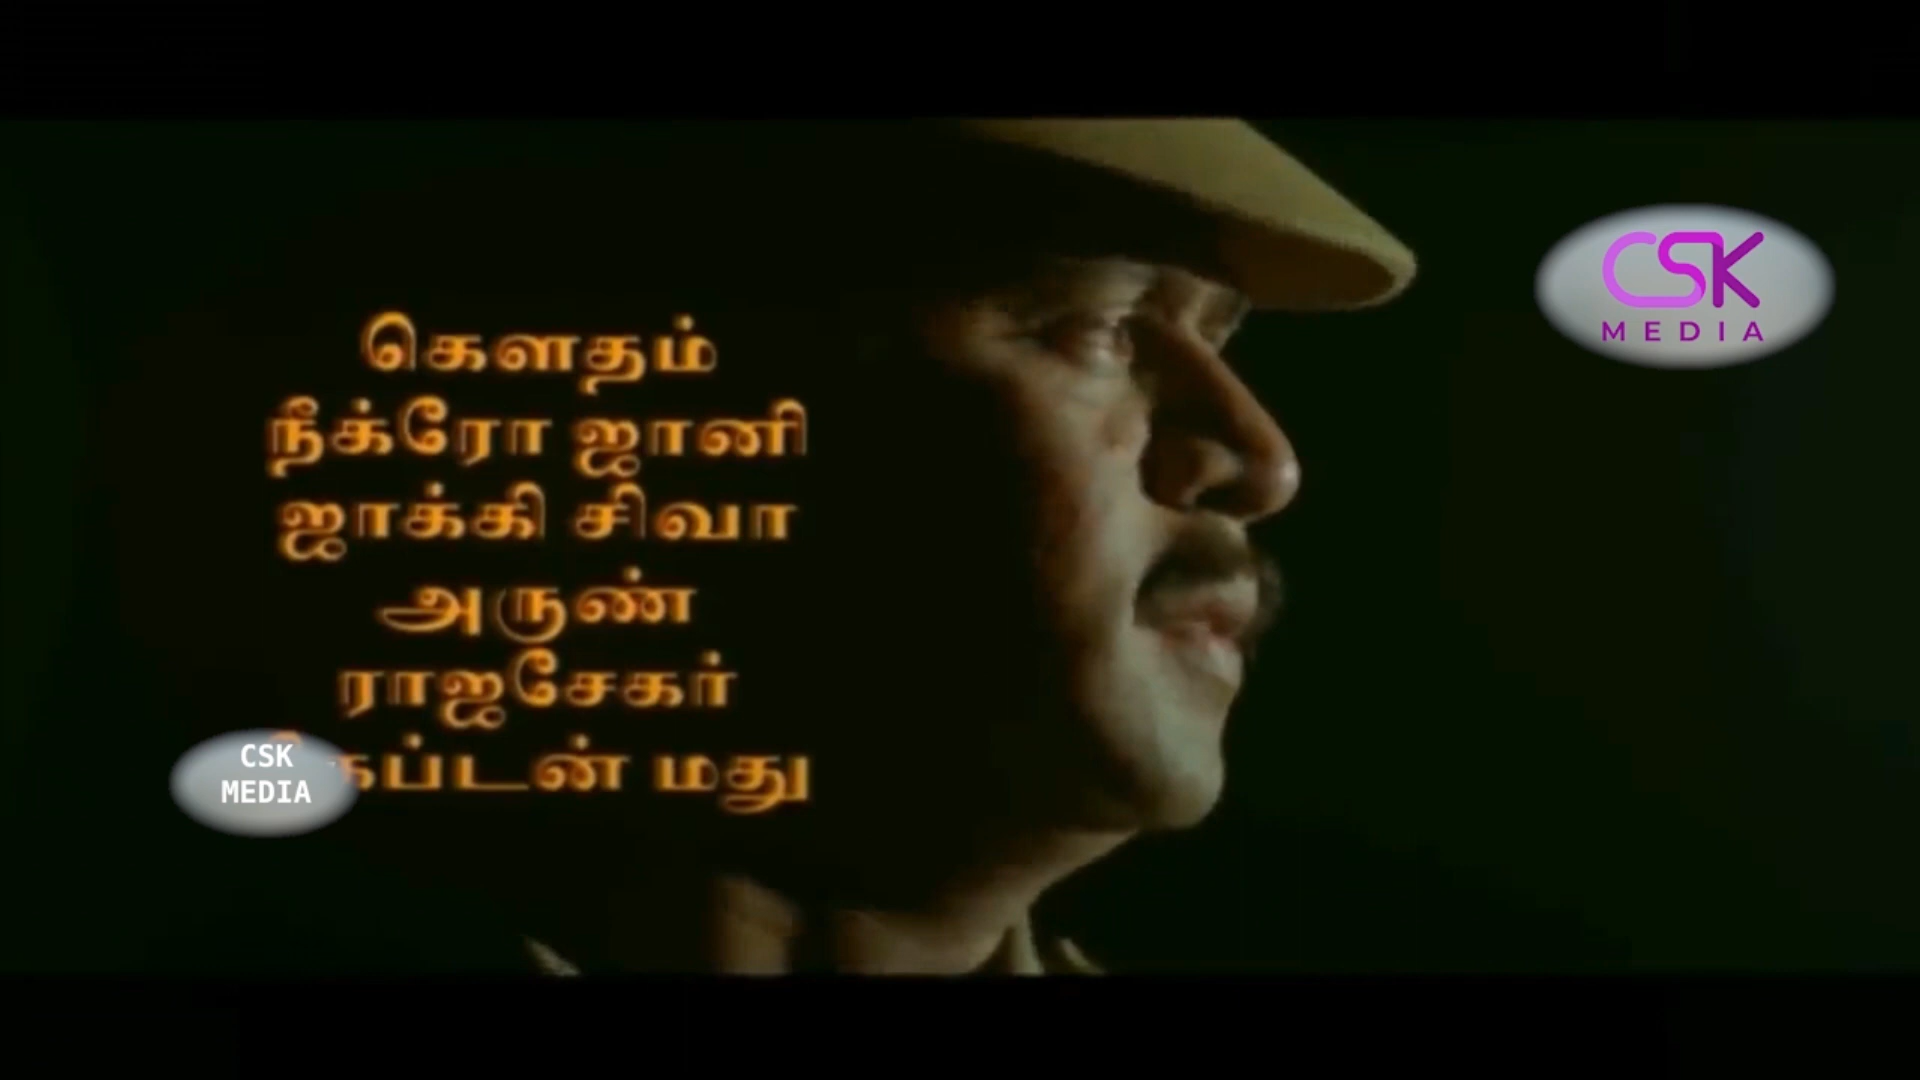 கௌதம்
நீக்ரோ ஜானி
ஜாக்கி சிவா
அருண்
ராஜசேகர்
மது
CSK
MEDIA
CSK
MEDIA